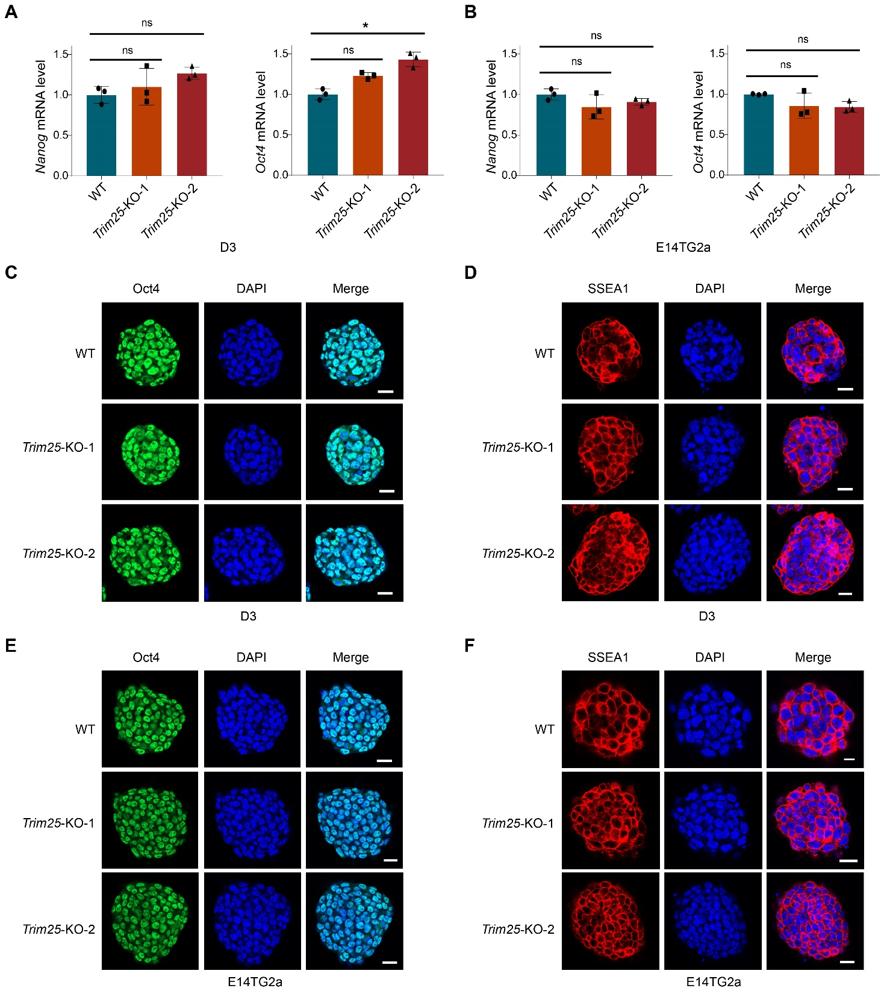 A
B
ns
ns
1.5
1.0
0.5
0.0
Nanog mRNA level
WT
Trim25-KO-1
Trim25-KO-2
*
ns
1.5
1.0
0.5
0.0
Oct4 mRNA level
WT
Trim25-KO-1
Trim25-KO-2
D3
ns
ns
1.5
1.0
0.5
0.0
Nanog mRNA level
WT
Trim25-KO-1
Trim25-KO-2
ns
ns
1.5
1.0
0.5
0.0
Oct4 mRNA level
WT
Trim25-KO-1
Trim25-KO-2
E14TG2a
C
Oct4 DAPI Merge
WT
Trim25-KO-1
Trim25-KO-2
D3
D
SSEA1 DAPI Merge
WT
Trim25-KO-1
Trim25-KO-2
D3
E
Oct4 DAPI Merge
WT
Trim25-KO-1
Trim25-KO-2
E14TG2a
F
SSEA1 DAPI Merge
WT
Trim25-KO-1
Trim25-KO-2
E14TG2a